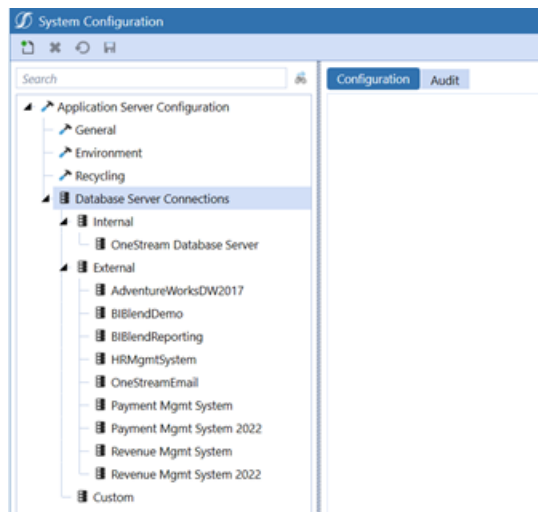 System Configuration
Search
Configuration Audit
Application Server Configuration
General
Environment
Recycling
Database Server Connections
Internal
OneStream Database Server
External
AdventureWorksDW2017
BIBlendDemo
BIBlendReporting
HRMgmtSystem
OneStreamEmail
Payment Mgmt System
Payment Mgmt System 2022
Revenue Mgmt System
Revenue Mgmt System 2022
Custom